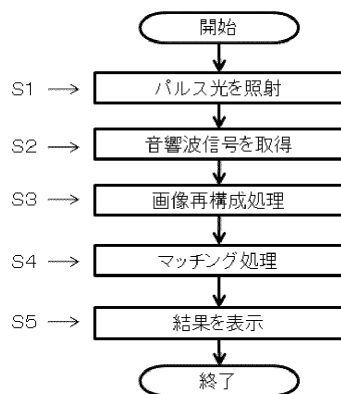 開始
S1 → パルス光を照射
S2 → 音響波信号を取得
S3 → 画像再構成処理
S4 → マッチング処理
S5 → 結果を表示
終了